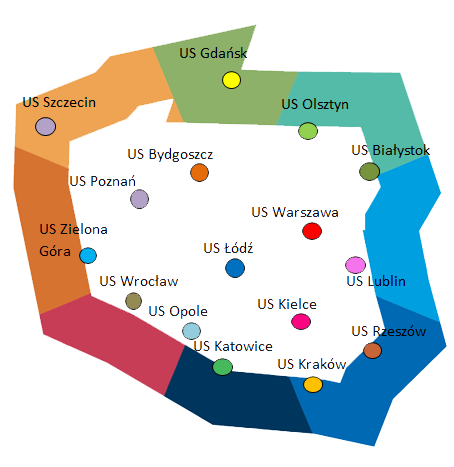 US Gdańsk
US Szczecin
US Olsztyn
US Białystok
US Bydgoszcz
US Poznań
US Warszawa
US Zielona
Góra
US Łódź
US Lublin
US Wrocław
US Opole
US Kielce
US Rzeszów
US Katowice
US Kraków